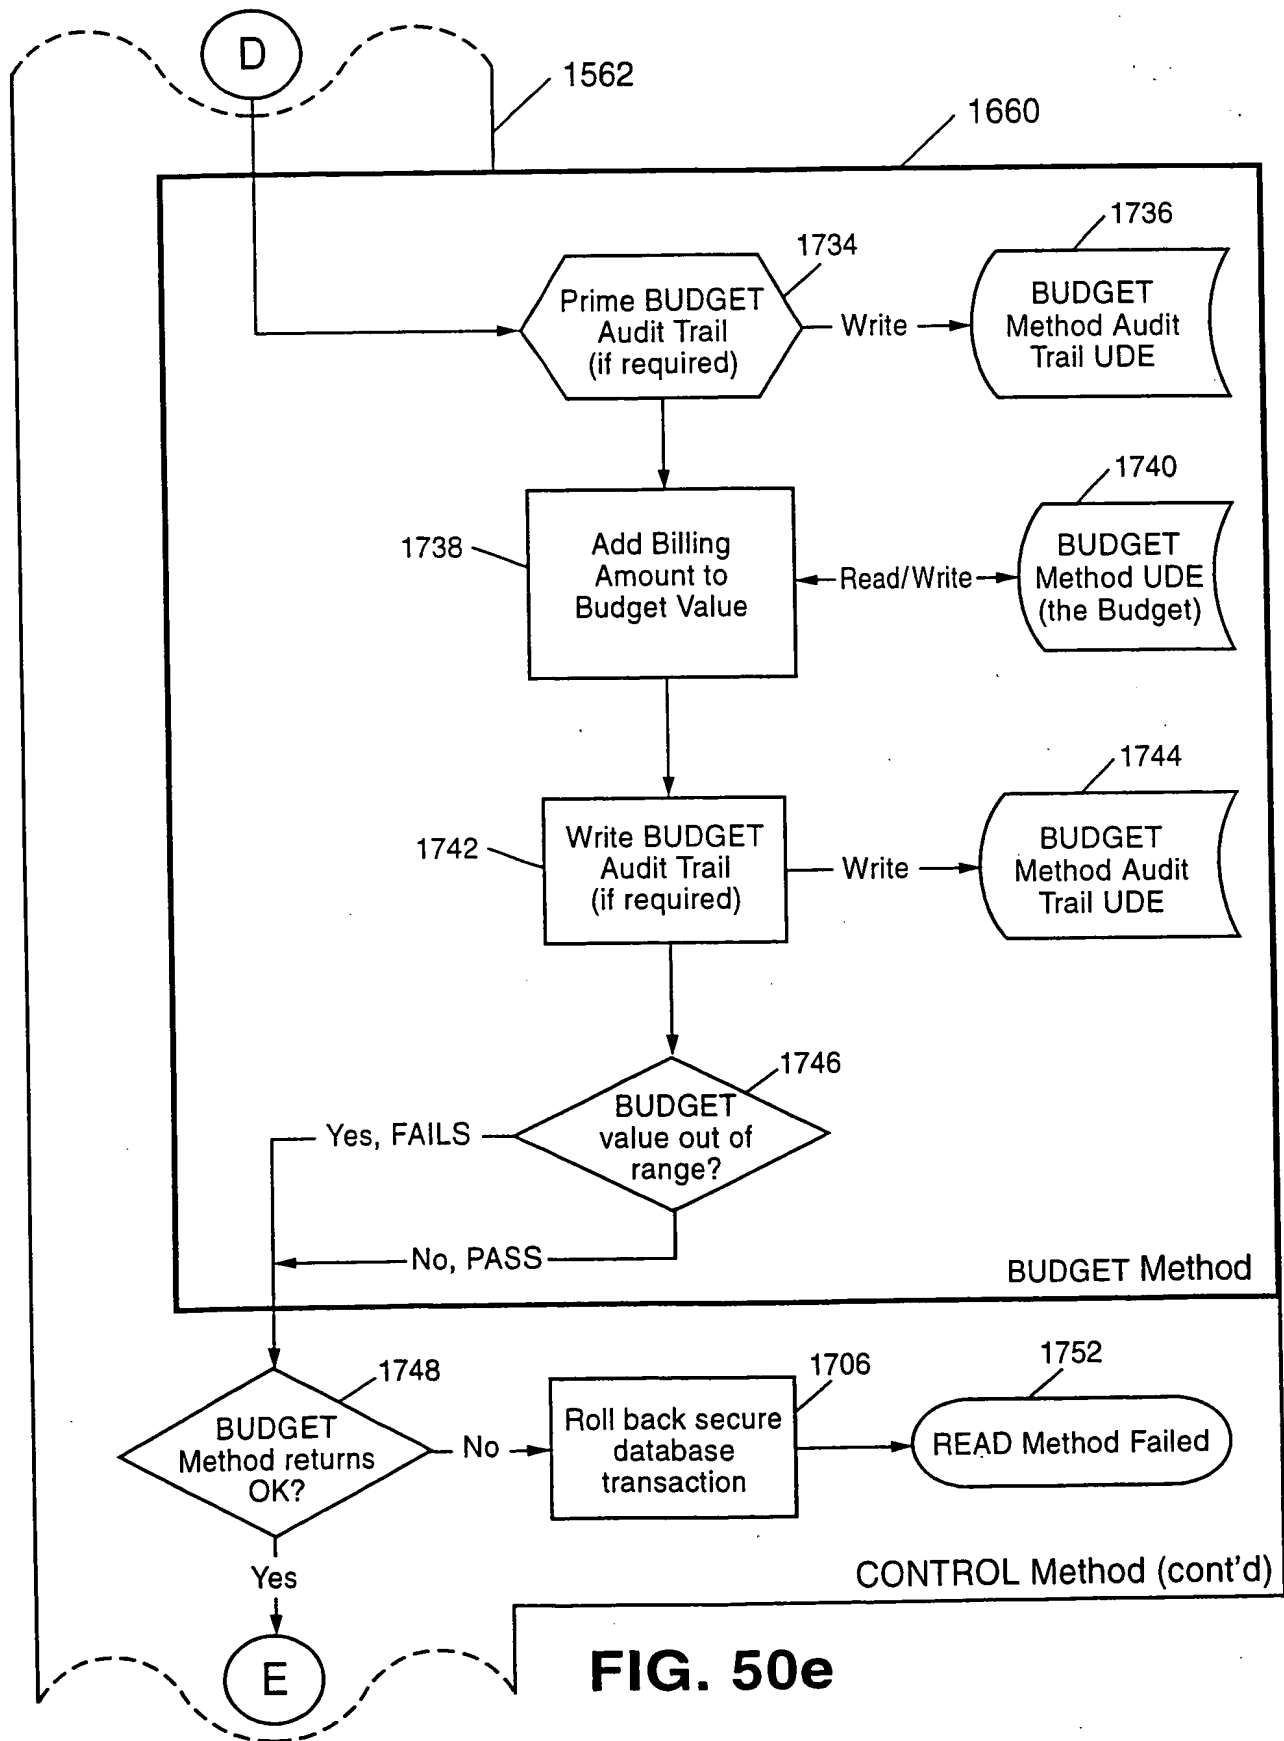 D
1562
1660
1734
1736
Prime BUDGET
Audit Trail
(if required)
Write
BUDGET
Method Audit
Trail UDE
1738
Add Billing
Amount to
Budget Value
Read/Write
1740
BUDGET
Method UDE
(the Budget)
1742
Write BUDGET
Audit Trail
(if required)
Write
1744
BUDGET
Method Audit
Trail UDE
1746
BUDGET
value out of
range?
Yes, FAILS
No, PASS
BUDGET Method
1748
BUDGET
Method returns
OK?
No
1706
Roll back secure
database
transaction
1752
READ Method Failed
Yes
CONTROL Method (cont'd)
E
FIG. 50e